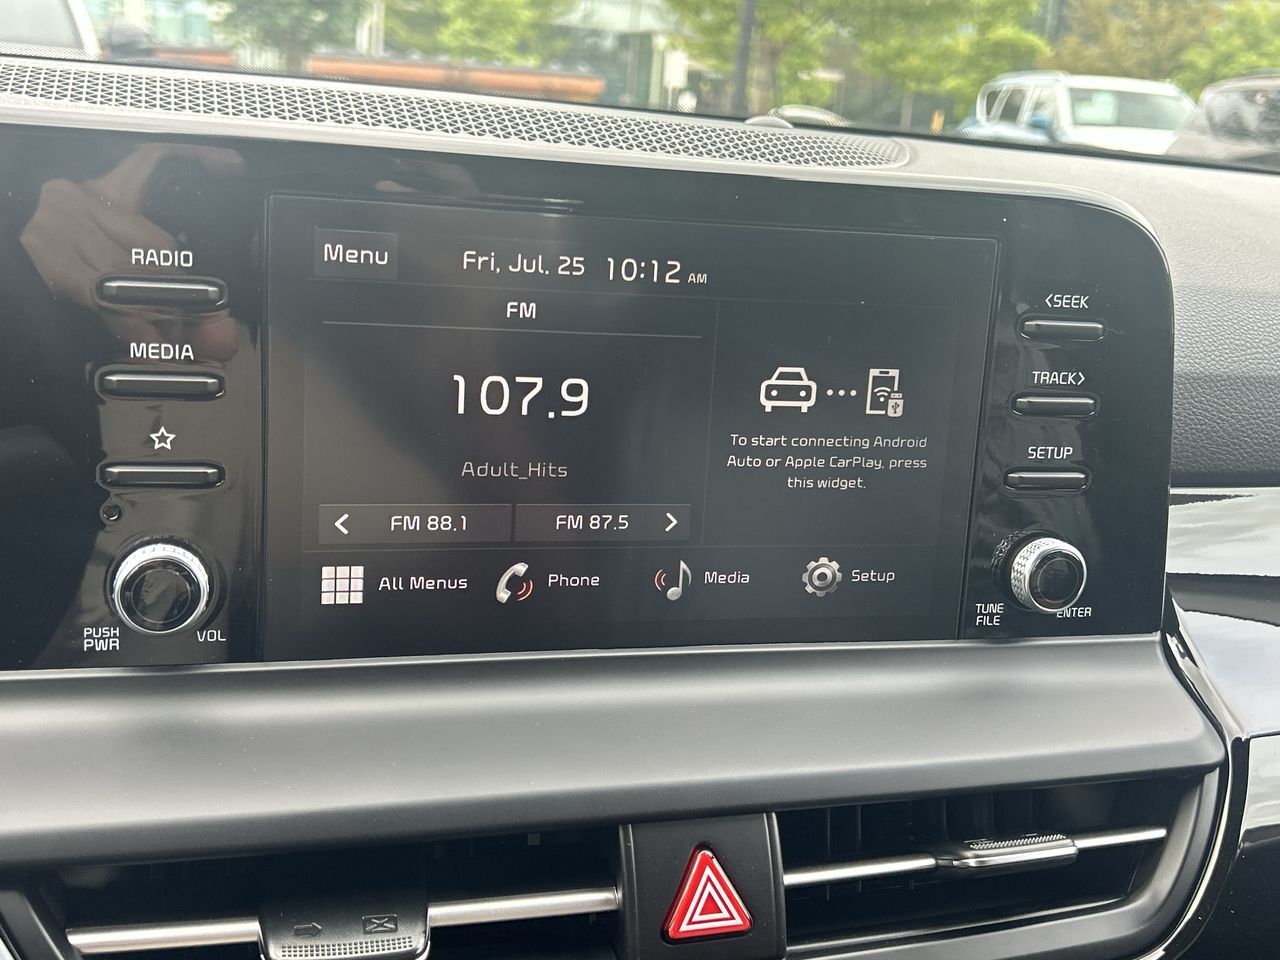 RADIO
MEDIA
PUSH
PWR
VOL
Menu
Fri, Jul. 25 10:12 AM
FM
107.9
Adult_Hits
< FM 88.1
FM 87.5 >
To start connecting Android
Auto or Apple CarPlay, press
this widget.
All Menus
Phone
Media
Setup
<SEEK
TRACK>
SETUP
TUNE
FILE
ENTER